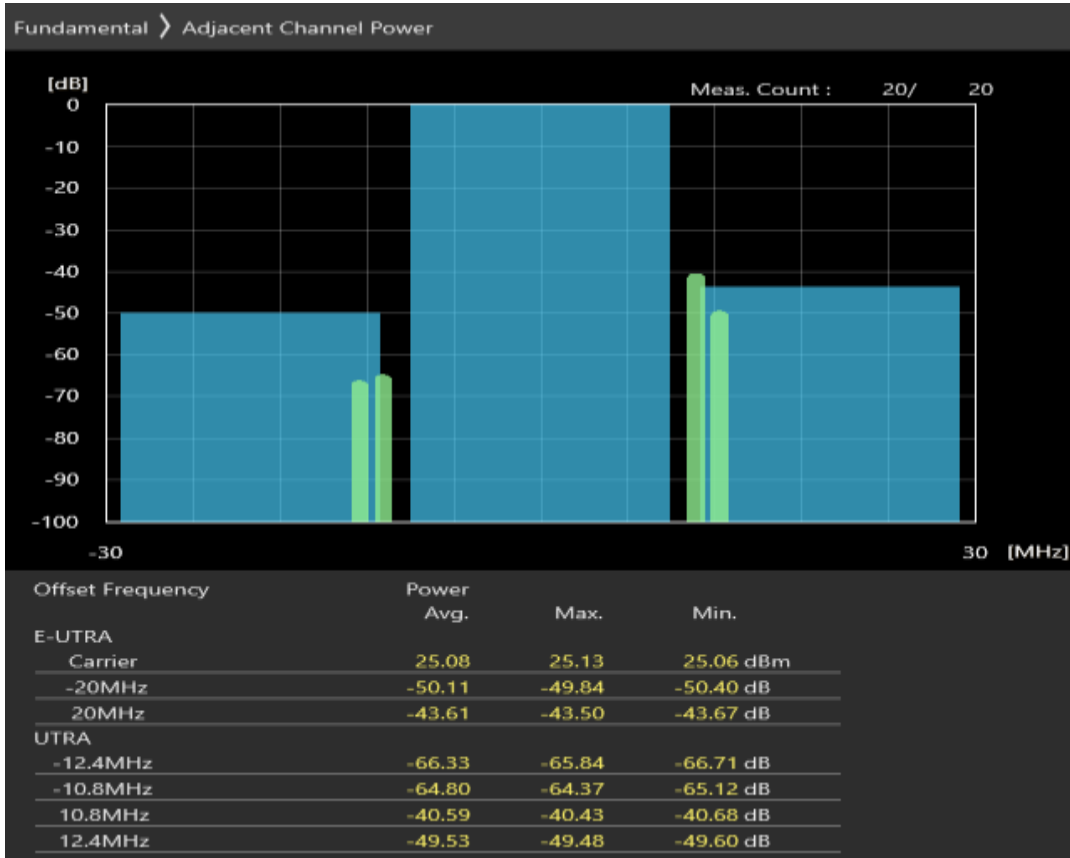 Fundamental 〉 Adjacent Channel Power
[dB]
Meas. Count : 20/ 20
0
-10
-20
-30
-40
-50
-60
-70
-80
-90
-100
-30 30 [MHz]
Offset Frequency Power
Avg. Max. Min.
E-UTRA
Carrier 25.08 25.13 25.06 dBm
-20MHz -50.11 -49.84 -50.40 dB
20MHz -43.61 -43.50 -43.67 dB
UTRA
-12.4MHz -66.33 -65.84 -66.71 dB
-10.8MHz -64.80 -64.37 -65.12 dB
10.8MHz -40.59 -40.43 -40.68 dB
12.4MHz -49.53 -49.48 -49.60 dB